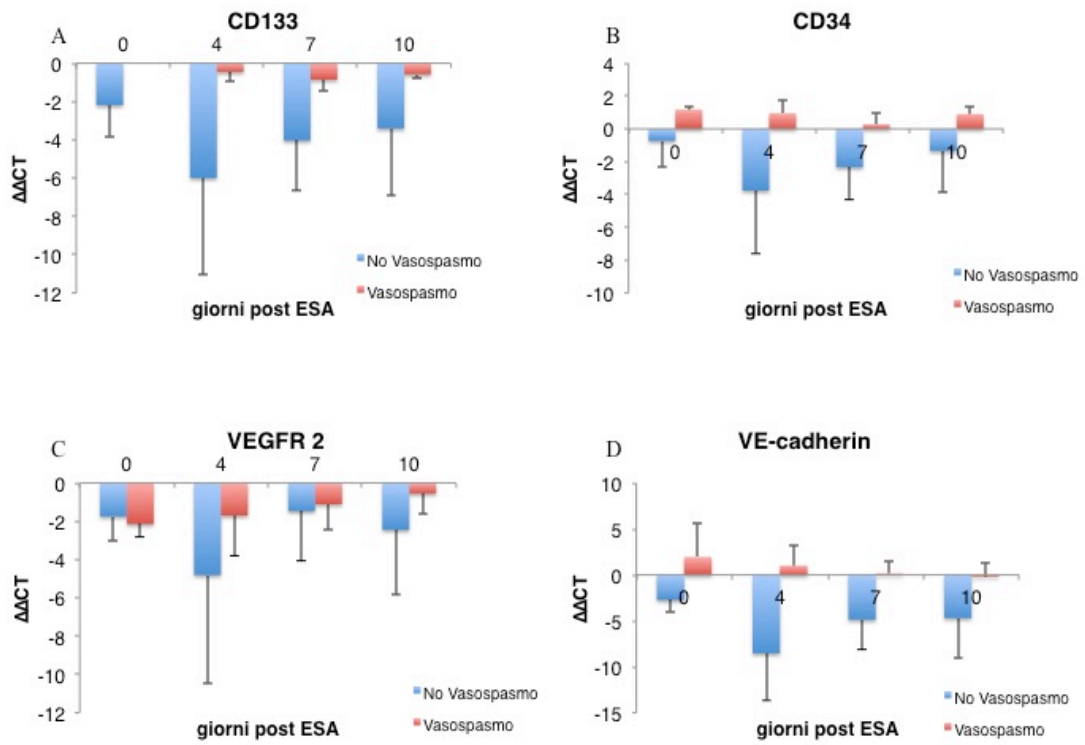 A
CD133
0 4 7 10
0
-2
-4
-6
-8
-10
-12
ΔΔCT
No Vasospasmo
Vasospasmo
giorni post ESA
B
CD34
4
2
0
-2
-4
-6
-8
-10
ΔΔCT
0 4 7 10
No Vasospasmo
Vasospasmo
giorni post ESA
C
VEGFR 2
0 4 7 10
0
-2
-4
-6
-8
-10
-12
ΔΔCT
No Vasospasmo
Vasospasmo
giorni post ESA
D
VE-cadherin
10
5
0
-5
-10
-15
ΔΔCT
0 4 7 10
No Vasospasmo
Vasospasmo
giorni post ESA